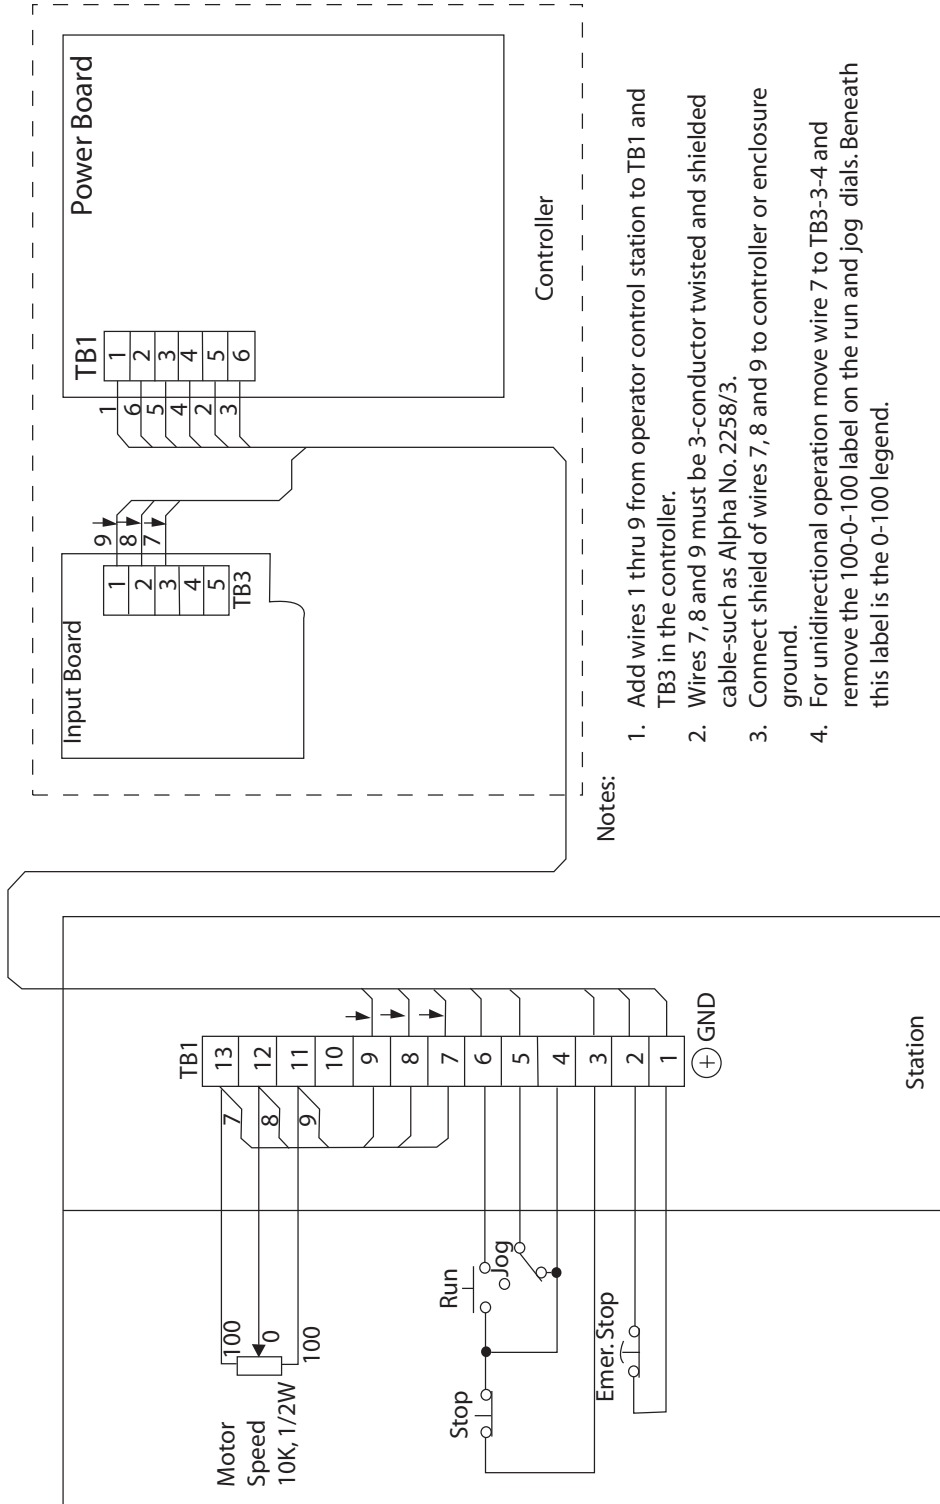 Power Board
TB1
1
2
3
4
5
6
1
6
5
4
2
3
Controller
Input Board
9
8
7
1
2
3
4
5
TB3
Notes:
1. Add wires 1 thru 9 from operator control station to TB1 and
TB3 in the controller.
2. Wires 7, 8 and 9 must be 3-conductor twisted and shielded
cable-such as Alpha No. 2258/3.
3. Connect shield of wires 7, 8 and 9 to controller or enclosure
ground.
4. For unidirectional operation move wire 7 to TB3-3-4 and
remove the 100-0-100 label on the run and jog dials. Beneath
this label is the 0-100 legend.
TB1
13
12
11
10
9
8
7
6
5
4
3
2
1
GND
7
8
9
Motor
Speed
10K, 1/2W
100
0
100
Run
Jog
Stop
Emer. Stop
Station